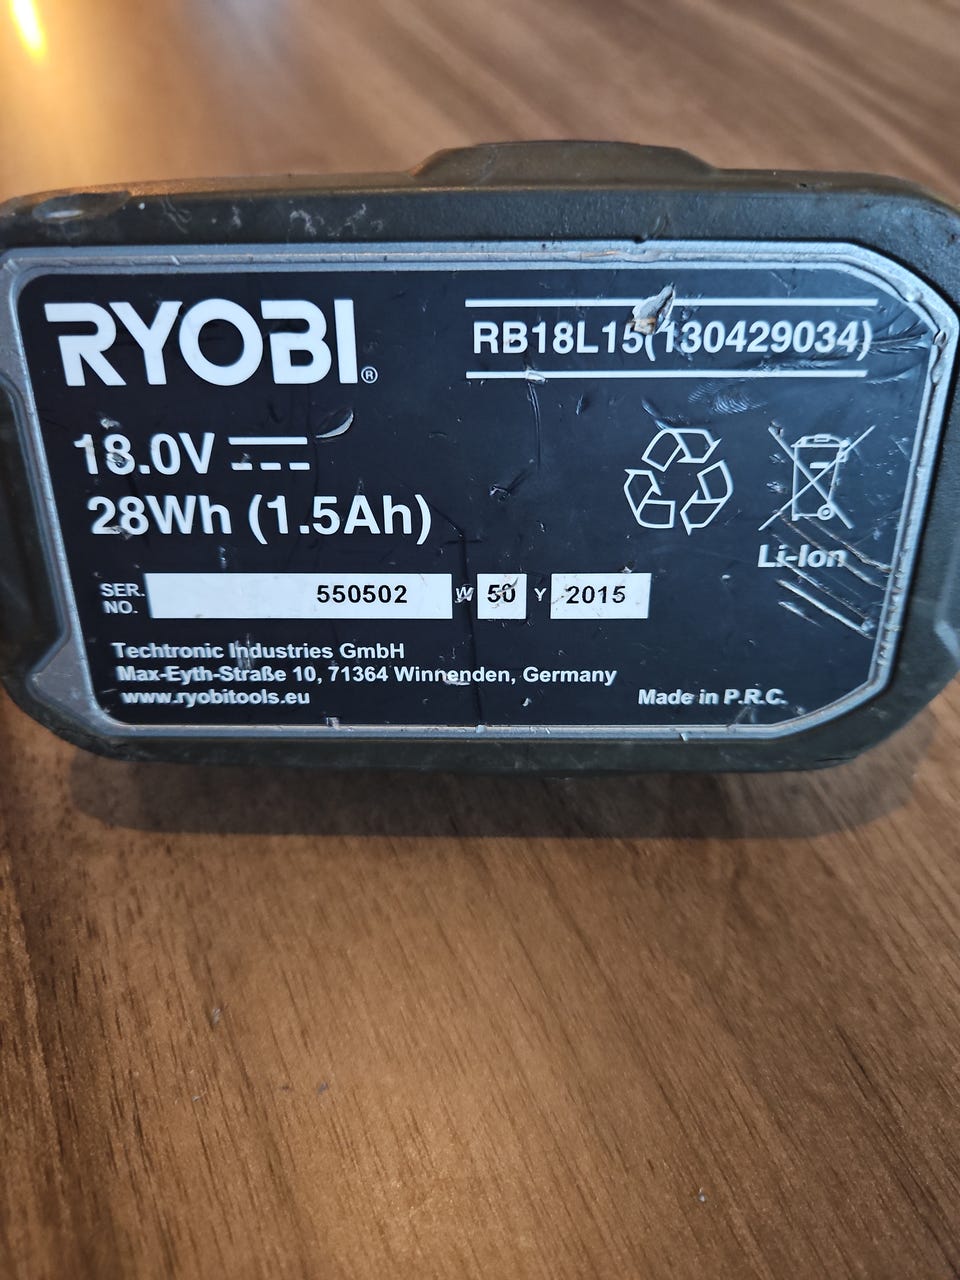 RYOBI®
RB18L15(130429034)
18.0V
28Wh (1.5Ah)
Li-Ion
SER. NO. 550502 W 50 Y 2015
Techtronic Industries GmbH
Max-Eyth-Straße 10, 71364 Winnenden, Germany
www.ryobitools.eu
Made in P.R.C.